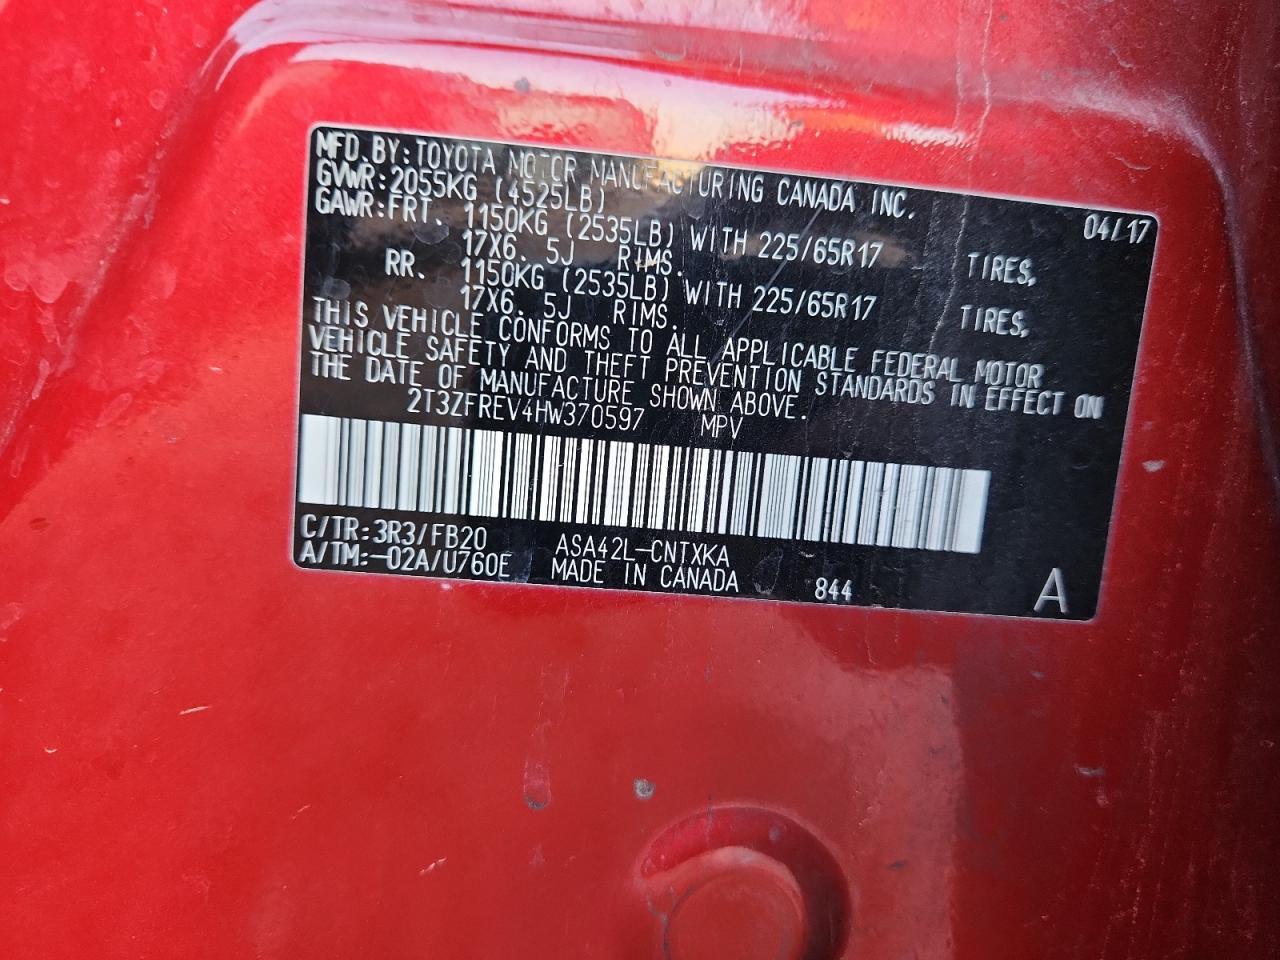 MFD. BY: TOYOTA MOTOR MANUFACTURING CANADA INC. 04/17
GVWR: 2055KG (4525LB)
GAWR: FRT. 1150KG (2535LB) WITH 225/65R17 TIRES,
17X6. 5J RIMS.
RR. 1150KG (2535LB) WITH 225/65R17 TIRES,
17X6. 5J RIMS.
THIS VEHICLE CONFORMS TO ALL APPLICABLE FEDERAL MOTOR
VEHICLE SAFETY AND THEFT PREVENTION STANDARDS IN EFFECT ON
THE DATE OF MANUFACTURE SHOWN ABOVE.
2T3ZFREV4HW370597 MPV
C/TR: 3R3/FB20 ASA42L-CNTXKA
A/TM:-02A/U760E MADE IN CANADA 844 A